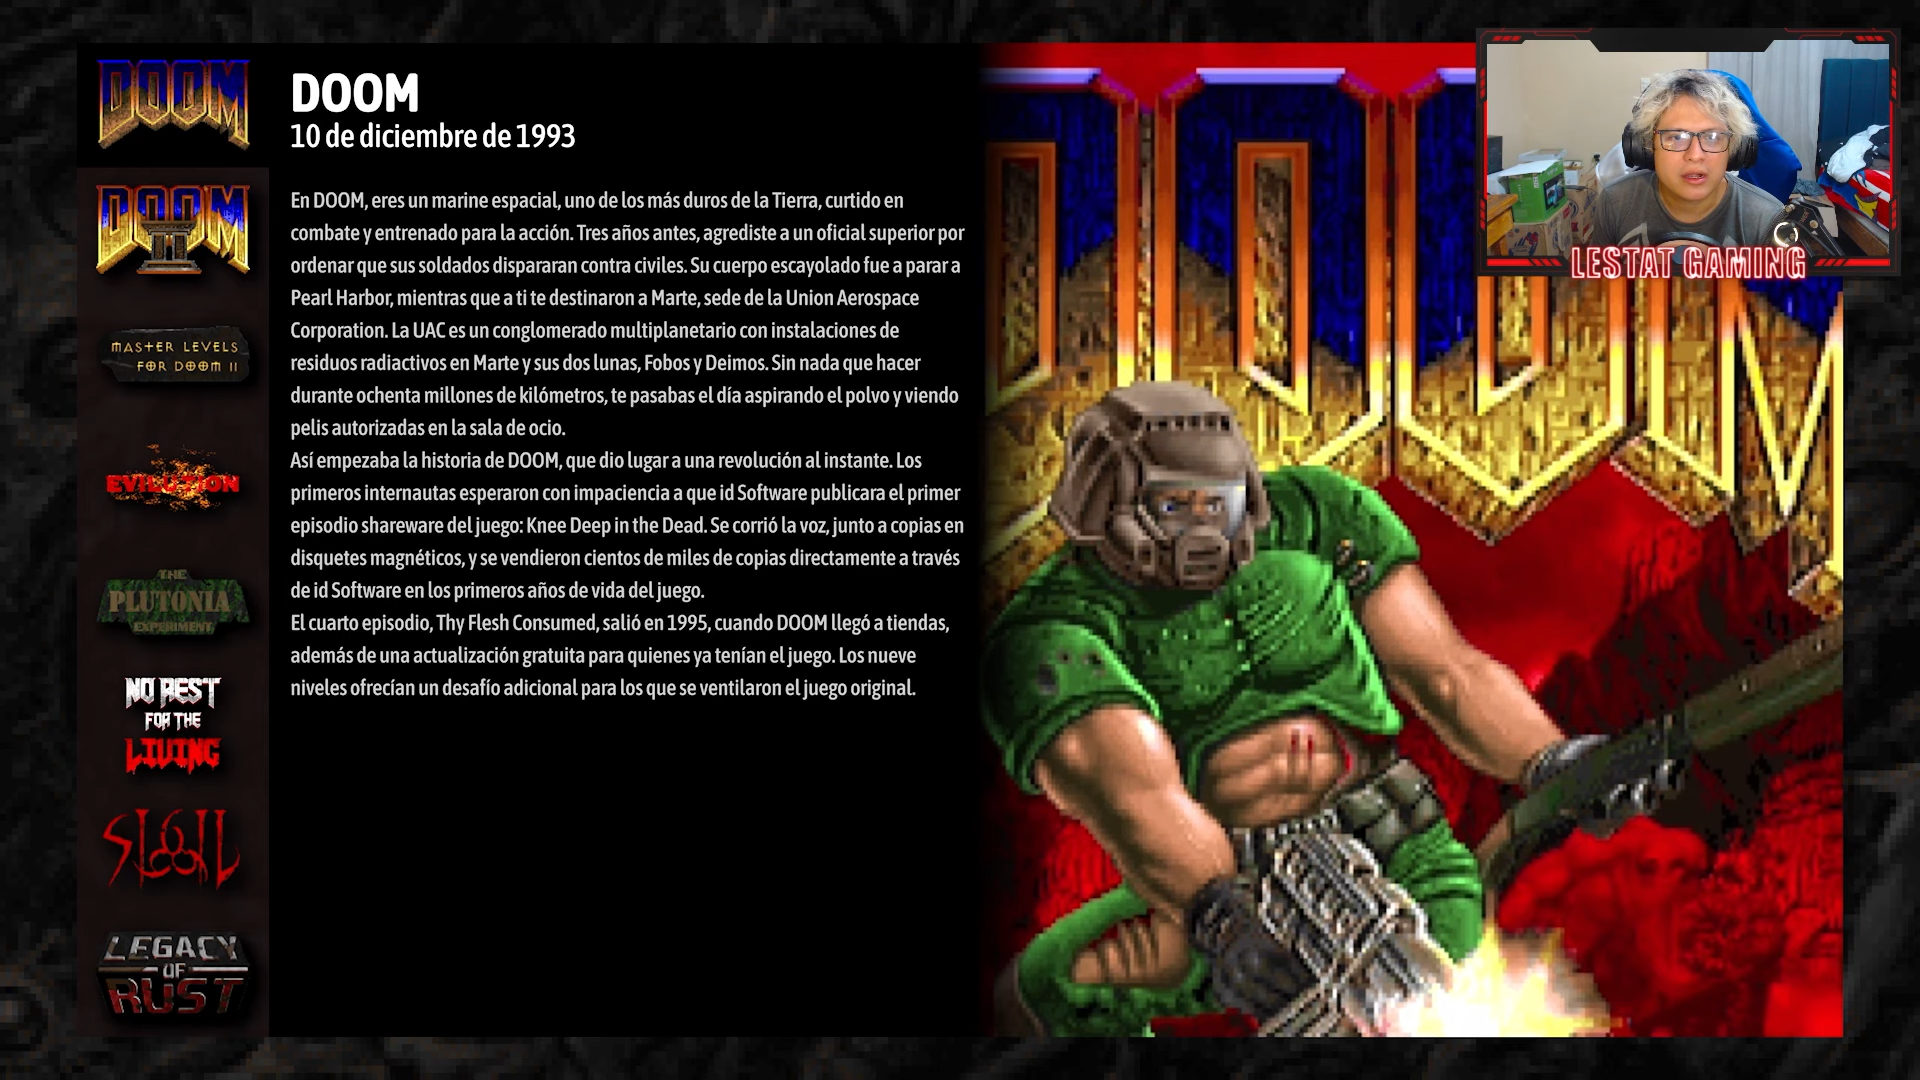 DOOM
DOOM
II
MASTER LEVELS
FOR DOOM II
EVILUTION
THE
PLUTONIA
EXPERIMENT
NO REST
FOR THE
LIVING
SIGIL
LEGACY
OF
RUST
DOOM
10 de diciembre de 1993
En DOOM, eres un marine espacial, uno de los más duros de la Tierra, curtido en
combate y entrenado para la acción. Tres años antes, agrediste a un oficial superior por
ordenar que sus soldados dispararan contra civiles. Su cuerpo escayolado fue a parar a
Pearl Harbor, mientras que a ti te destinaron a Marte, sede de la Union Aerospace
Corporation. La UAC es un conglomerado multiplanetario con instalaciones de
residuos radiactivos en Marte y sus dos lunas, Fobos y Deimos. Sin nada que hacer
durante ochenta millones de kilómetros, te pasabas el día aspirando el polvo y viendo
pelis autorizadas en la sala de ocio.
Así empezaba la historia de DOOM, que dio lugar a una revolución al instante. Los
primeros internautas esperaron con impaciencia a que id Software publicara el primer
episodio shareware del juego: Knee Deep in the Dead. Se corrió la voz, junto a copias en
disquetes magnéticos, y se vendieron cientos de miles de copias directamente a través
de id Software en los primeros años de vida del juego.
El cuarto episodio, Thy Flesh Consumed, salió en 1995, cuando DOOM llegó a tiendas,
además de una actualización gratuita para quienes ya tenían el juego. Los nueve
niveles ofrecían un desafío adicional para los que se ventilaron el juego original.
DOOM
LESTAT GAMING